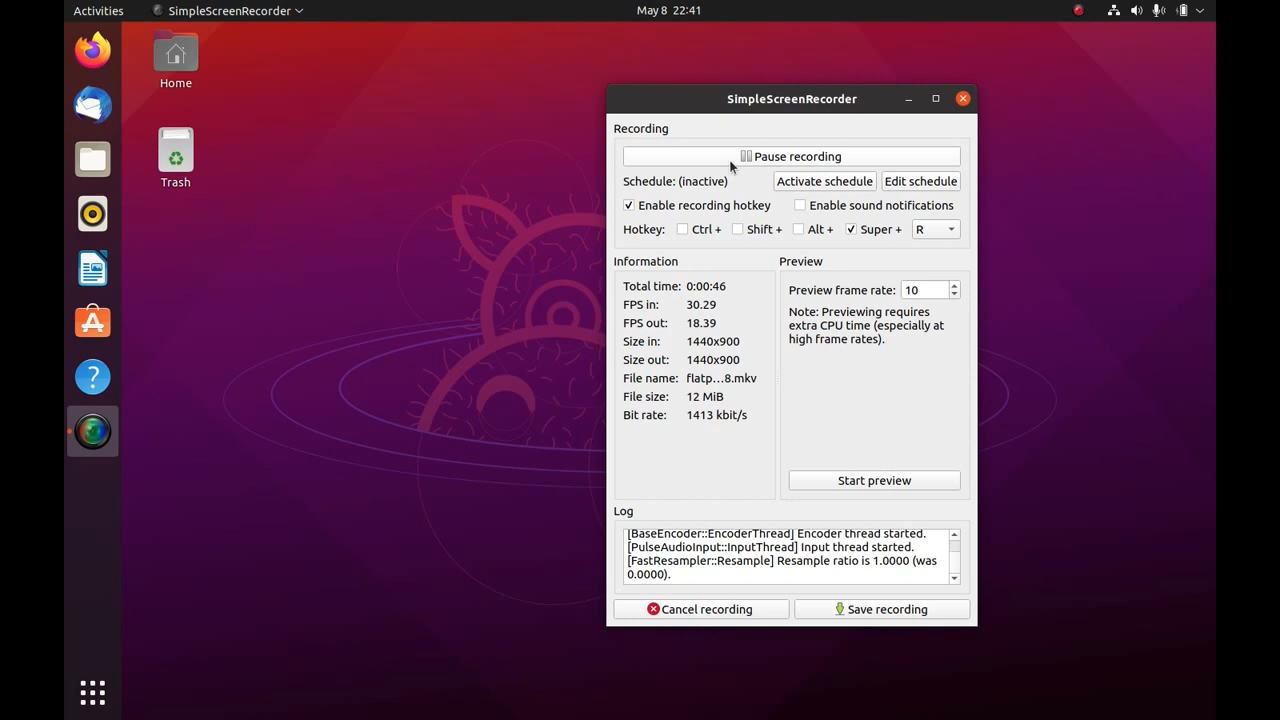 Activities SimpleScreenRecorder May 8 22:41
Home
Trash
SimpleScreenRecorder
Recording
Pause recording
Schedule: (inactive) Activate schedule Edit schedule
Enable recording hotkey Enable sound notifications
Hotkey: Ctrl + Shift + Alt + Super + R
Information
Total time: 0:00:46
FPS in: 30.29
FPS out: 18.39
Size in: 1440x900
Size out: 1440x900
File name: flatp...8.mkv
File size: 12 MiB
Bit rate: 1413 kbit/s
Preview
Preview frame rate: 10
Note: Previewing requires
extra CPU time (especially at
high frame rates).
Start preview
Log
[BaseEncoder::EncoderThread] Encoder thread started.
[PulseAudioInput::InputThread] Input thread started.
[FastResampler::Resample] Resample ratio is 1.0000 (was
0.0000).
Cancel recording Save recording